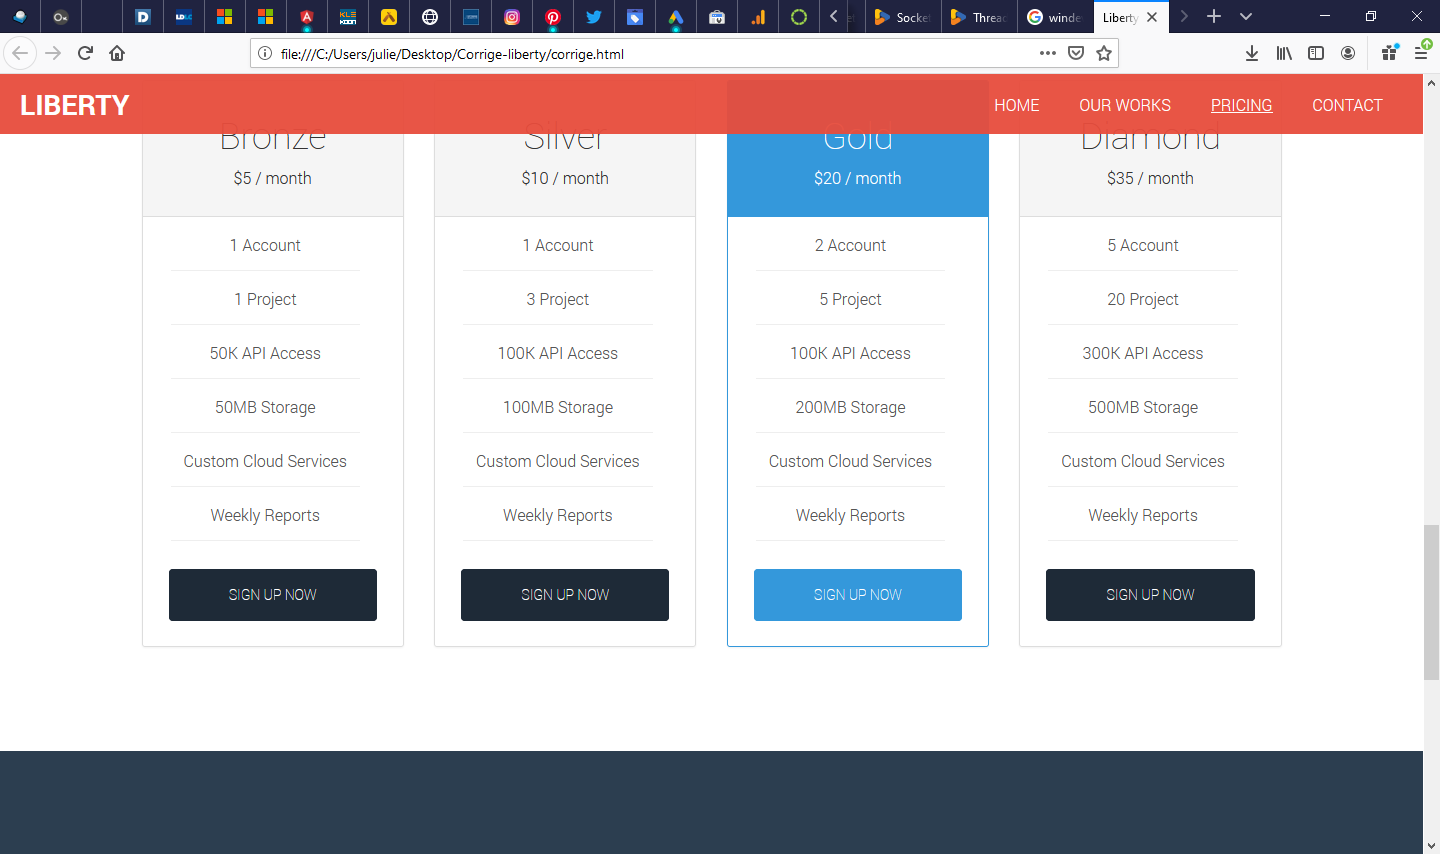 Socke
Threa
winde
Liberty
file:///C:/Users/julie/Desktop/Corrige-liberty/corrige.html
LIBERTY
HOME
OUR WORKS
PRICING
CONTACT
Bronze
$5 / month
1 Account
1 Project
50K API Access
50MB Storage
Custom Cloud Services
Weekly Reports
SIGN UP NOW
Silver
$10 / month
1 Account
3 Project
100K API Access
100MB Storage
Custom Cloud Services
Weekly Reports
SIGN UP NOW
Gold
$20 / month
2 Account
5 Project
100K API Access
200MB Storage
Custom Cloud Services
Weekly Reports
SIGN UP NOW
Diamond
$35 / month
5 Account
20 Project
300K API Access
500MB Storage
Custom Cloud Services
Weekly Reports
SIGN UP NOW